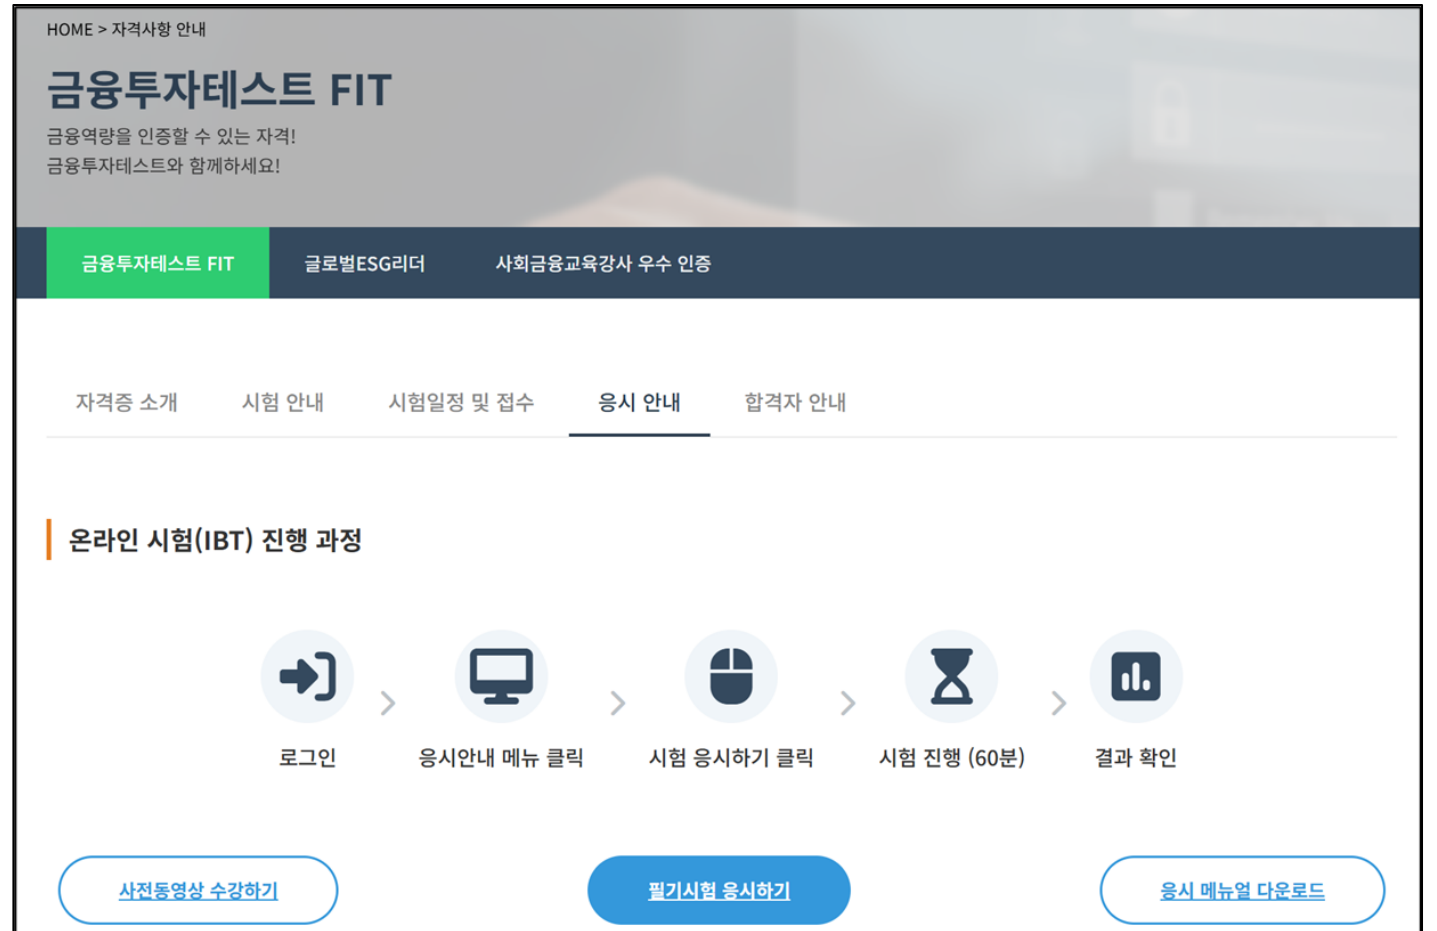 HOME > 자격사항 안내
금융투자테스트 FIT
금융역량을 인증할 수 있는 자격!
금융투자테스트와 함께하세요!
금융투자테스트 FIT 글로벌ESG리더 사회금융교육강사 우수 인증
자격증 소개 시험 안내 시험일정 및 접수 응시 안내 합격자 안내
온라인 시험(IBT) 진행 과정
로그인 응시안내 메뉴 클릭 시험 응시하기 클릭 시험 진행 (60분) 결과 확인
사전동영상 수강하기 필기시험 응시하기 응시 메뉴얼 다운로드